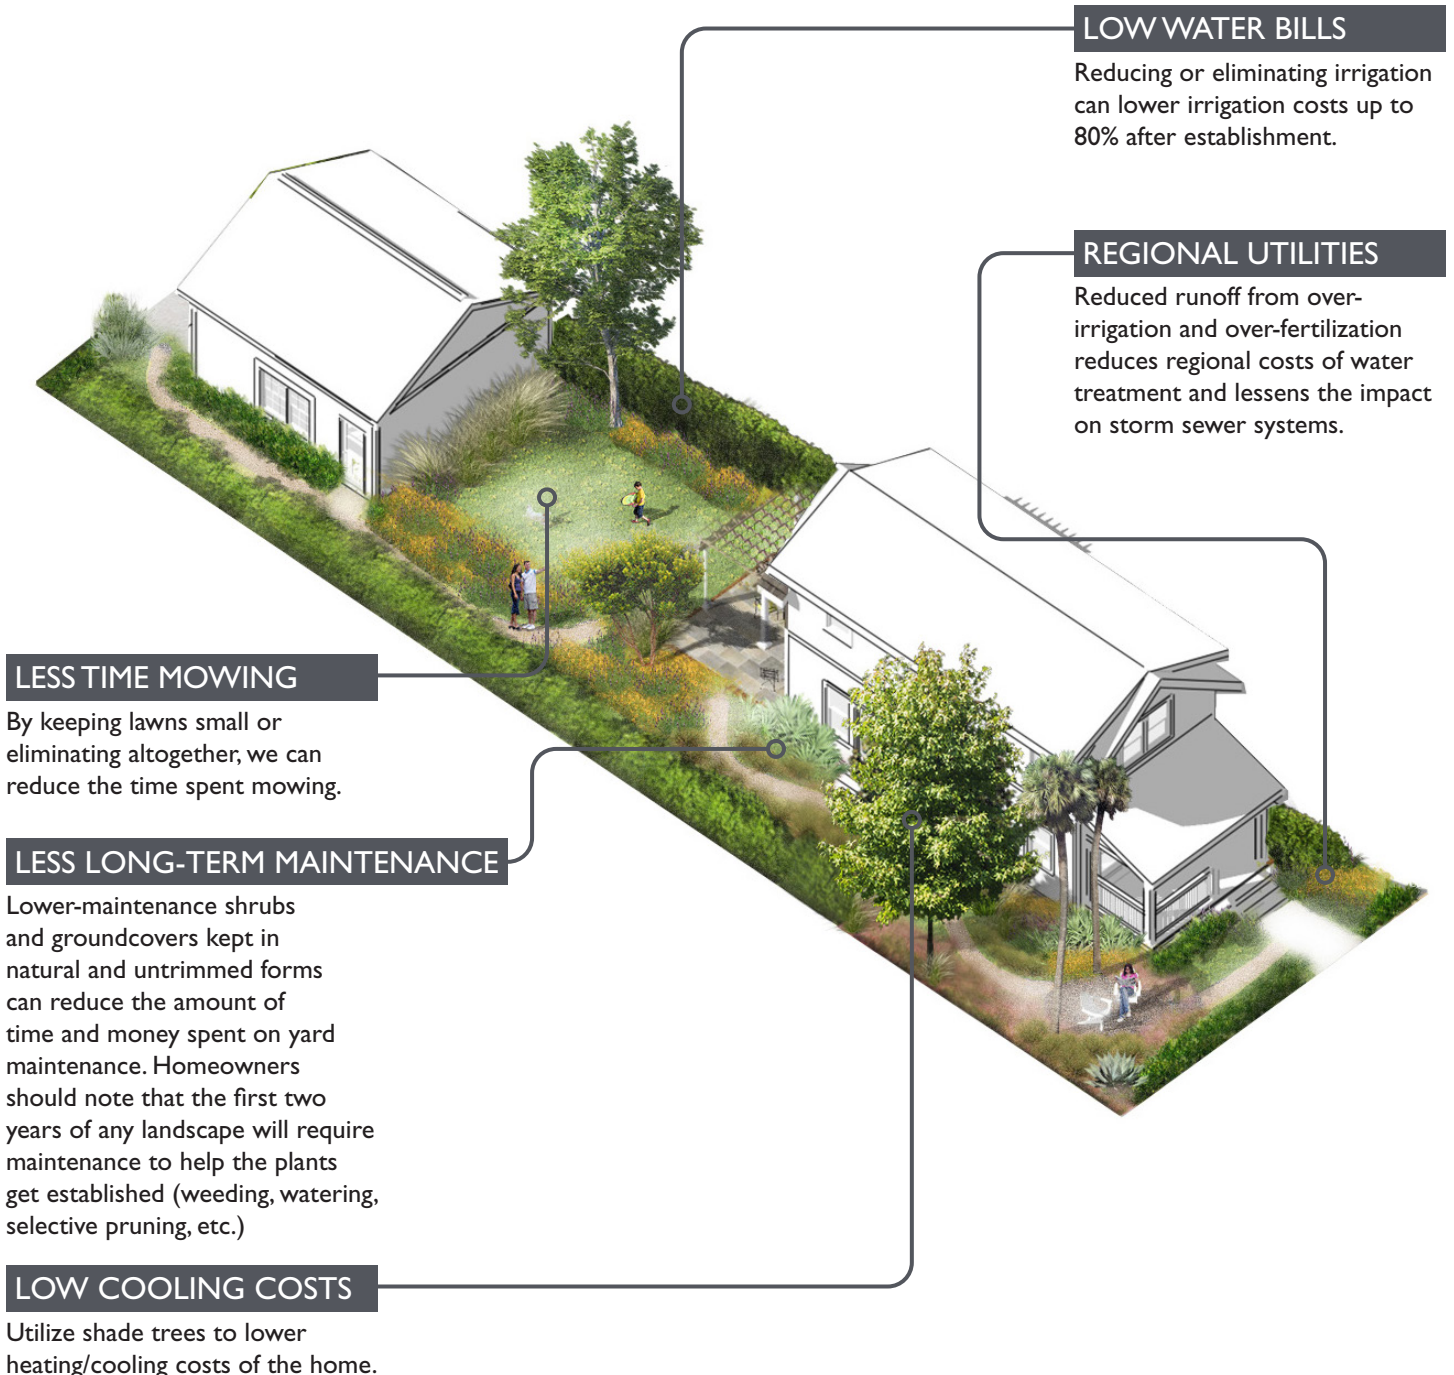 LOW WATER BILLS
Reducing or eliminating irrigation
can lower irrigation costs up to
80% after establishment.
REGIONAL UTILITIES
Reduced runoff from over-
irrigation and over-fertilization
reduces regional costs of water
treatment and lessens the impact
on storm sewer systems.
LESS TIME MOWING
By keeping lawns small or
eliminating altogether, we can
reduce the time spent mowing.
LESS LONG-TERM MAINTENANCE
Lower-maintenance shrubs
and groundcovers kept in
natural and untrimmed forms
can reduce the amount of
time and money spent on yard
maintenance. Homeowners
should note that the first two
years of any landscape will require
maintenance to help the plants
get established (weeding, watering,
selective pruning, etc.)
LOW COOLING COSTS
Utilize shade trees to lower
heating/cooling costs of the home.